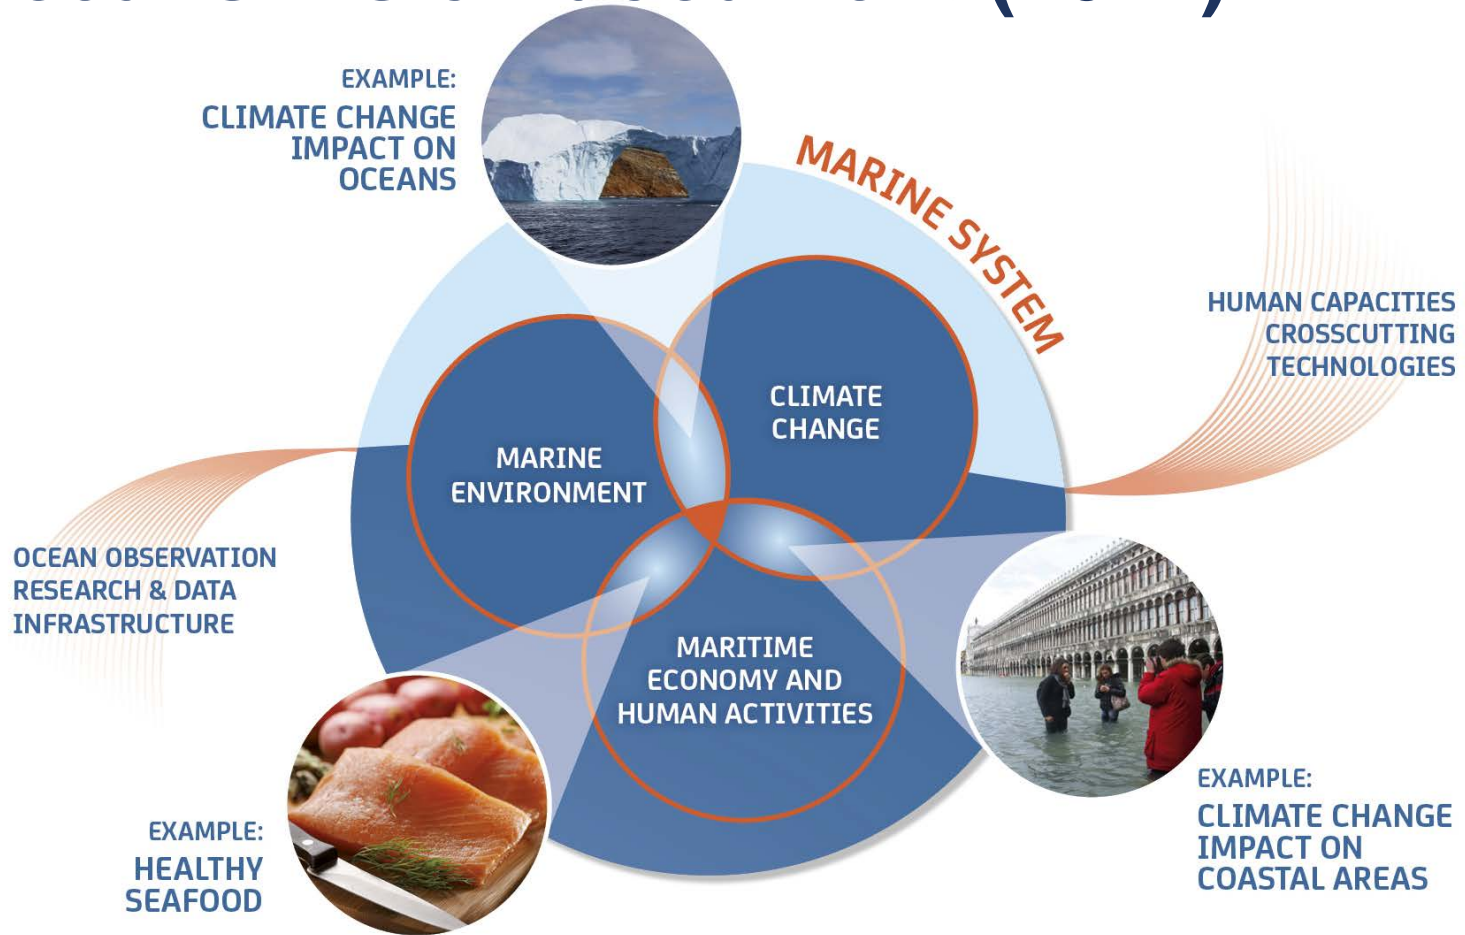 EXAMPLE:
CLIMATE CHANGE
IMPACT ON
OCEANS
MARINE SYSTEM
HUMAN CAPACITIES
CROSSCUTTING
TECHNOLOGIES
CLIMATE
CHANGE
MARINE
ENVIRONMENT
OCEAN OBSERVATION
RESEARCH & DATA
INFRASTRUCTURE
MARITIME
ECONOMY AND
HUMAN ACTIVITIES
EXAMPLE:
CLIMATE CHANGE
IMPACT ON
COASTAL AREAS
EXAMPLE:
HEALTHY
SEAFOOD